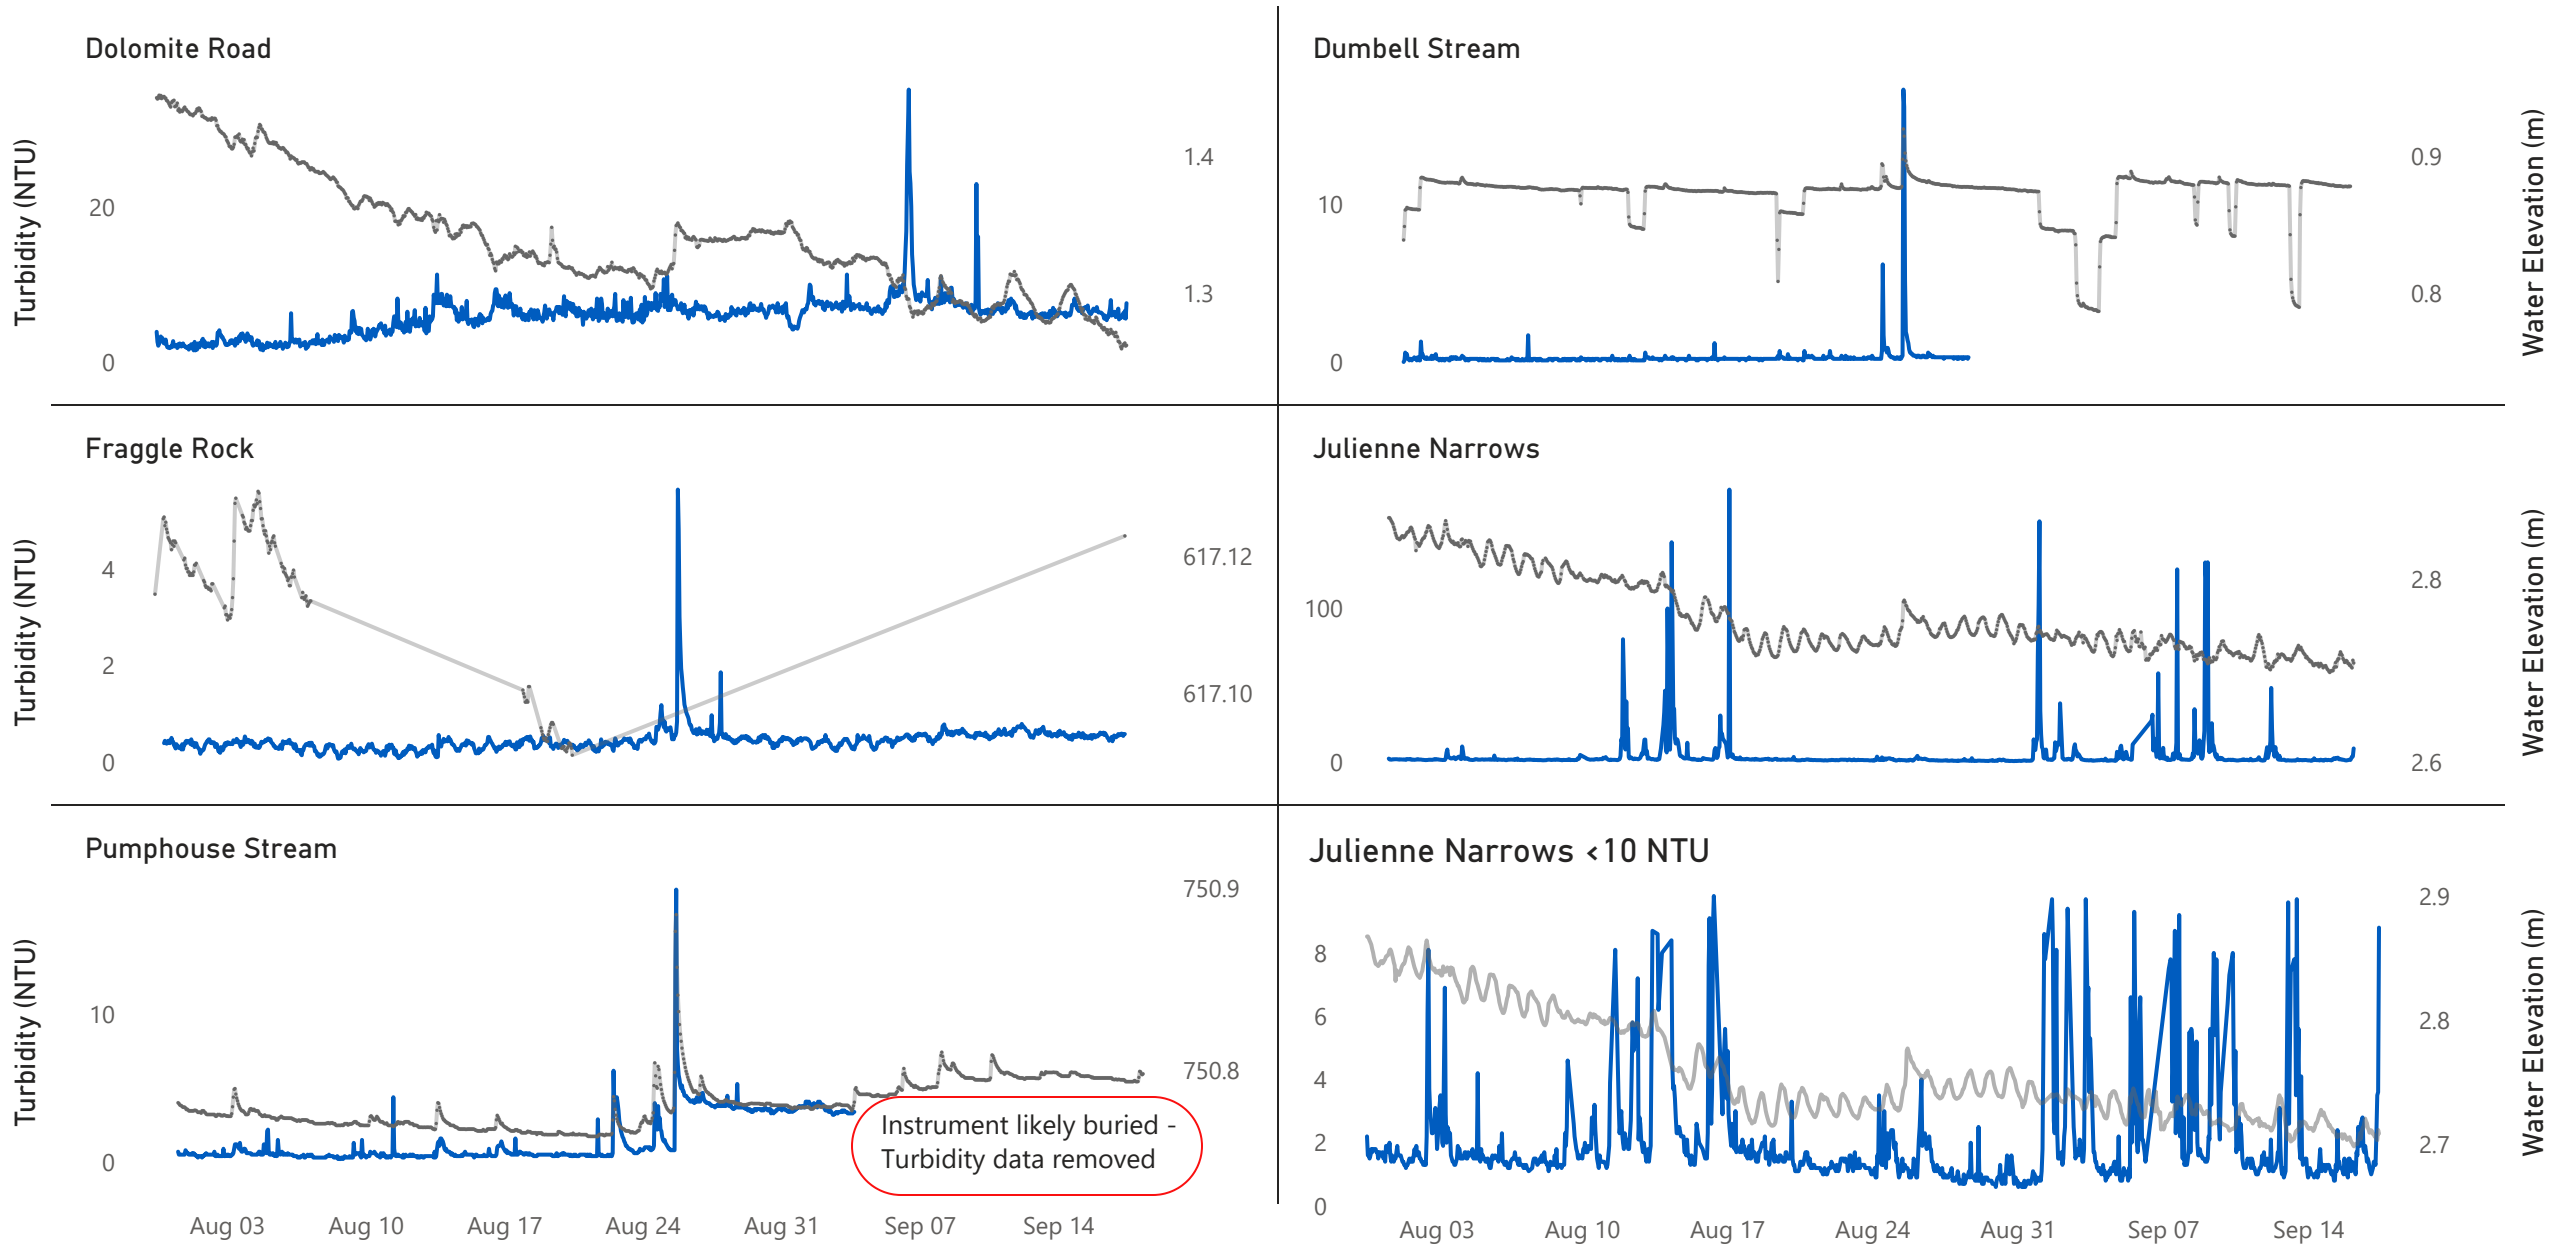 Dolomite Road
Turbidity (NTU)
20
0
1.4
1.3
Dumbell Stream
10
0
0.9
0.8
Water Elevation (m)
Fraggle Rock
Turbidity (NTU)
4
2
0
617.12
617.10
Julienne Narrows
100
0
2.8
2.6
Water Elevation (m)
Pumphouse Stream
Turbidity (NTU)
10
0
750.9
750.8
Instrument likely buried -
Turbidity data removed
Aug 03 Aug 10 Aug 17 Aug 24 Aug 31 Sep 07 Sep 14
Julienne Narrows <10 NTU
8
6
4
2
0
2.9
2.8
2.7
Water Elevation (m)
Aug 03 Aug 10 Aug 17 Aug 24 Aug 31 Sep 07 Sep 14